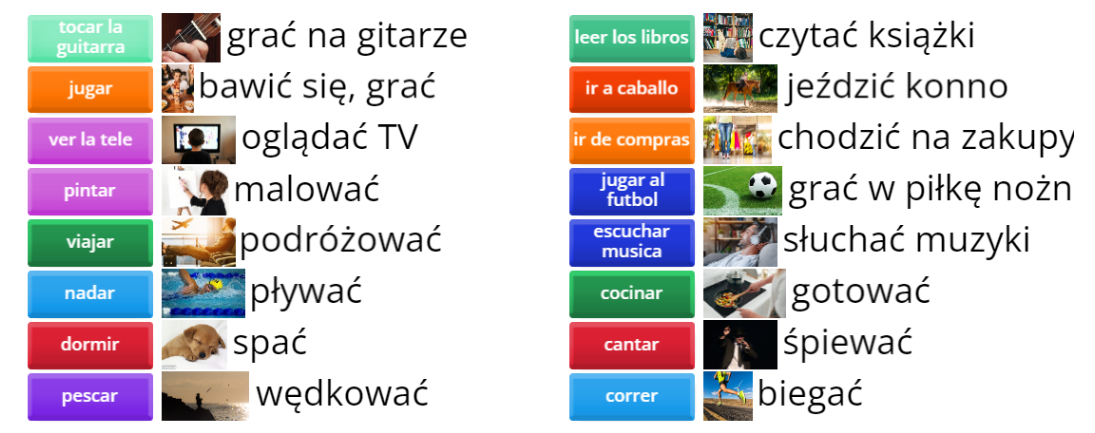 tocar la
guitarra
grać na gitarze
jugar
bawić się, grać
ver la tele
oglądać TV
pintar
malować
viajar
podróżować
nadar
pływać
dormir
spać
pescar
wędkować
leer los libros
czytać książki
ir a caballo
jeździć konno
ir de compras
chodzić na zakupy
jugar al
futbol
grać w piłkę nożn
escuchar
musica
słuchać muzyki
cocinar
gotować
cantar
śpiewać
correr
biegać